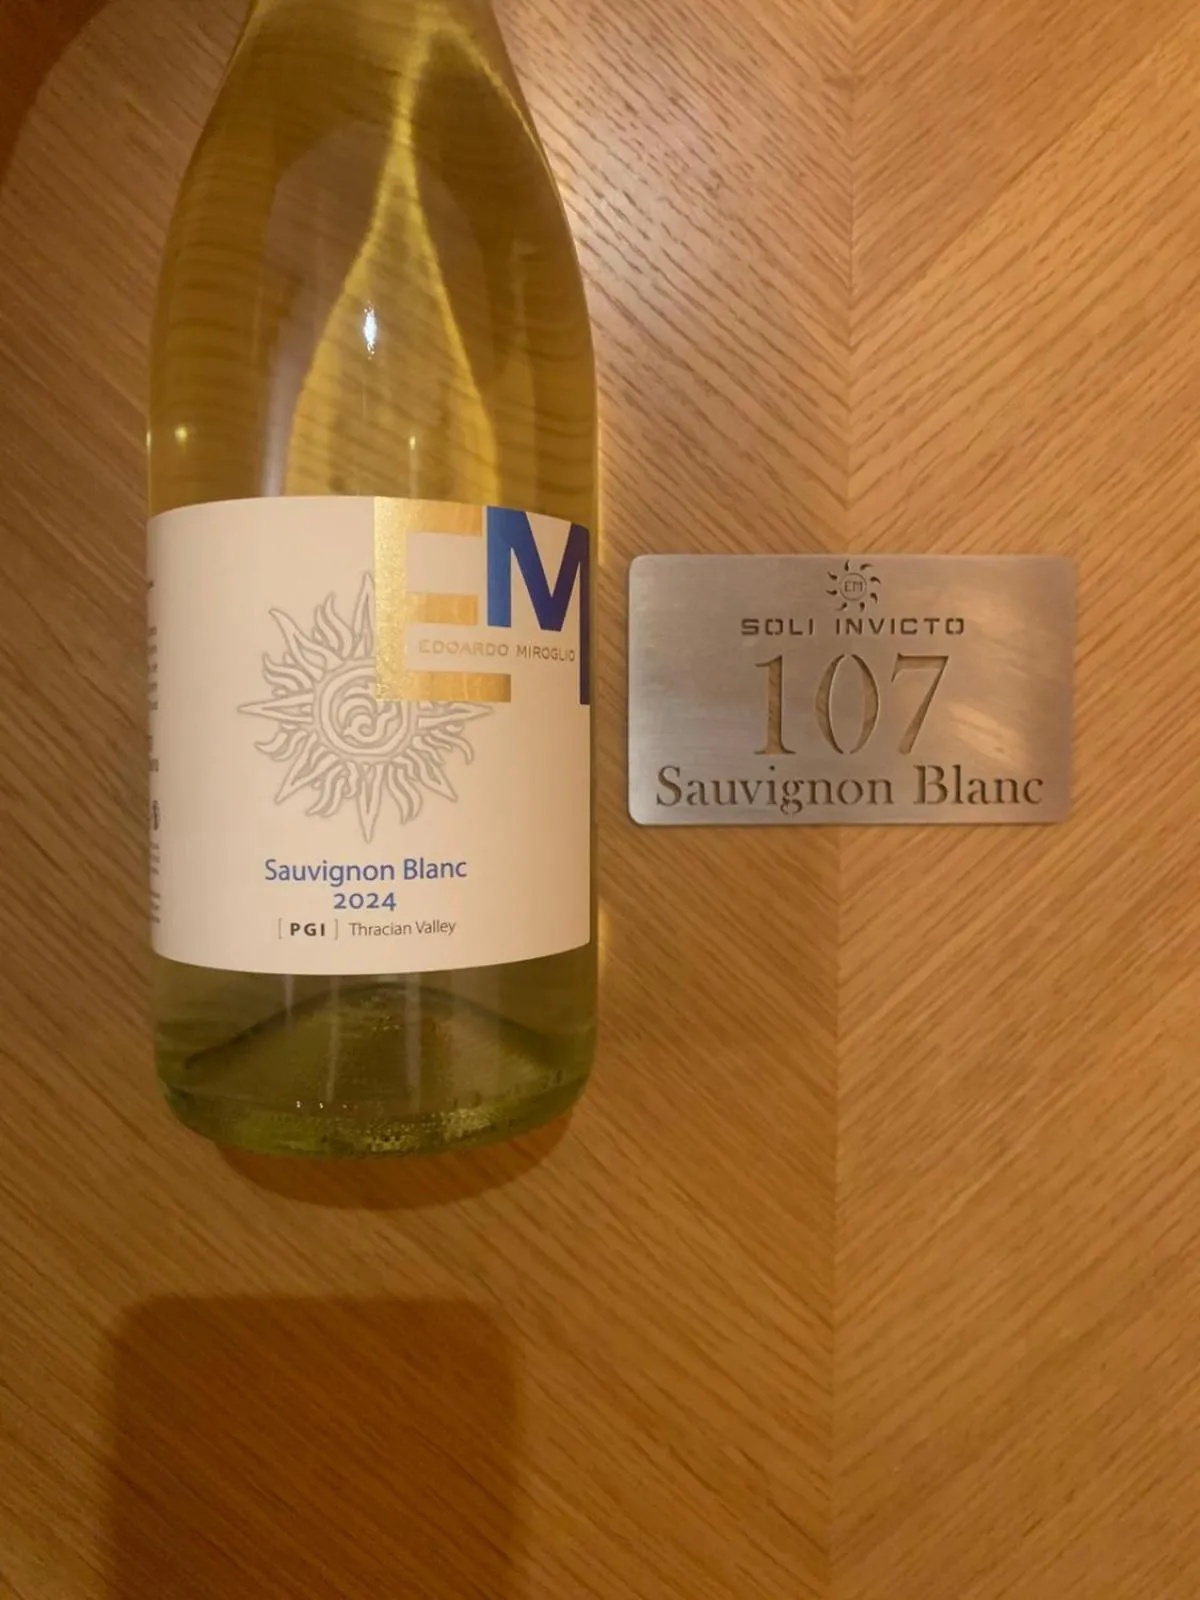 EM
EDOARDO MIROGLIO
Sauvignon Blanc
2024
[ PGI ] Thracian Valley
EM
SOLI INVICTO
107
Sauvignon Blanc